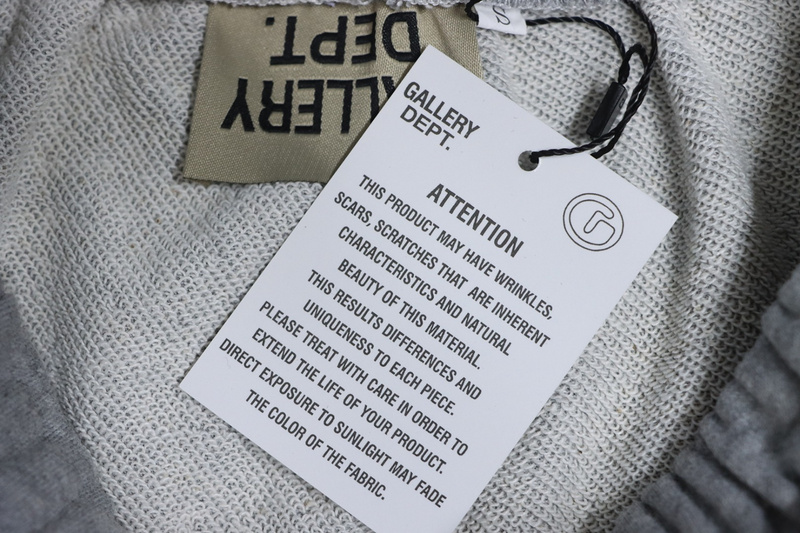 GALLERY
DEPT.
S
GALLERY
DEPT.
ATTENTION
THIS PRODUCT MAY HAVE WRINKLES,
SCARS, SCRATCHES THAT ARE INHERENT
CHARACTERISTICS AND NATURAL
BEAUTY OF THIS MATERIAL.
THIS RESULTS DIFFERENCES AND
UNIQUENESS TO EACH PIECE.
PLEASE TREAT WITH CARE IN ORDER TO
EXTEND THE LIFE OF YOUR PRODUCT.
DIRECT EXPOSURE TO SUNLIGHT MAY FADE
THE COLOR OF THE FABRIC.